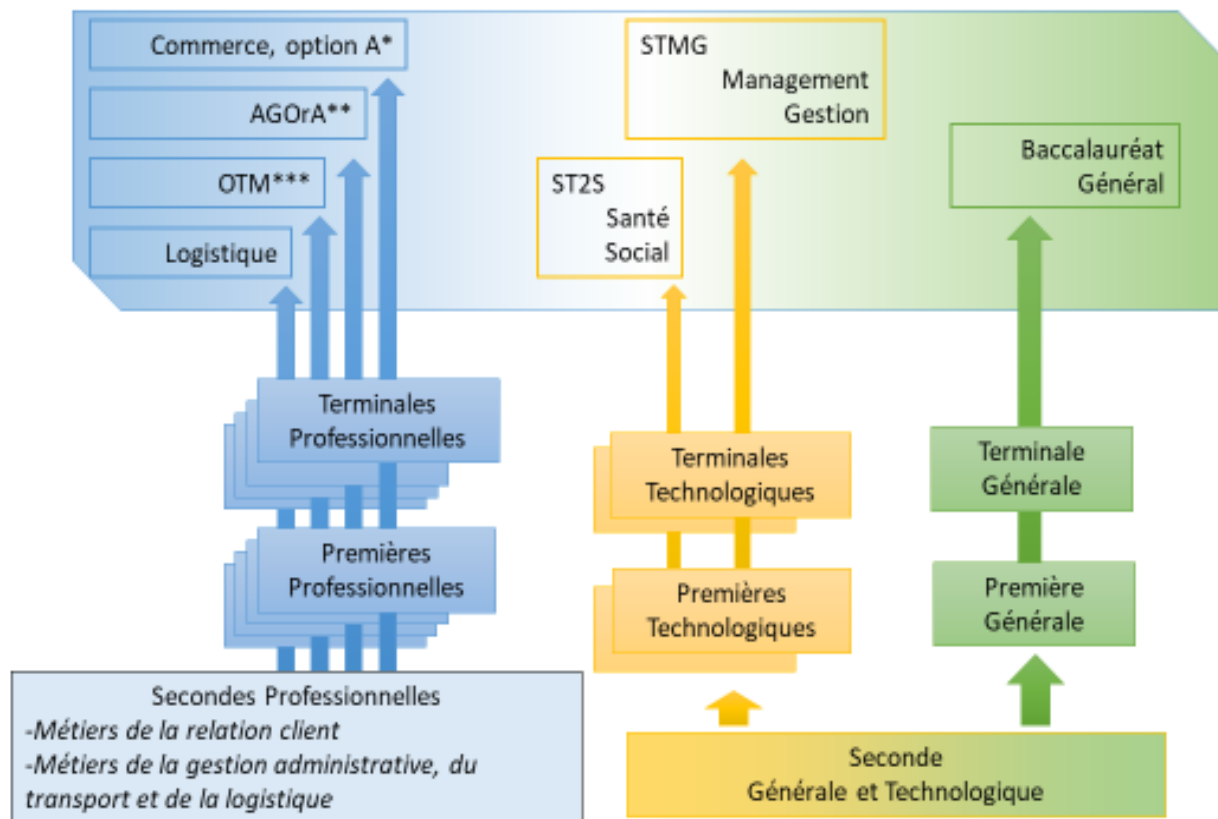 Commerce, option A*
AGOrA**
OTM***
Logistique
STMG
Management
Gestion
ST2S
Santé
Social
Baccalauréat
Général
Terminales
Professionnelles
Terminales
Technologiques
Terminale
Générale
Premières
Professionnelles
Premières
Technologiques
Première
Générale
Secondes Professionnelles
-Métiers de la relation client
-Métiers de la gestion administrative, du
transport et de la logistique
Seconde
Générale et Technologique